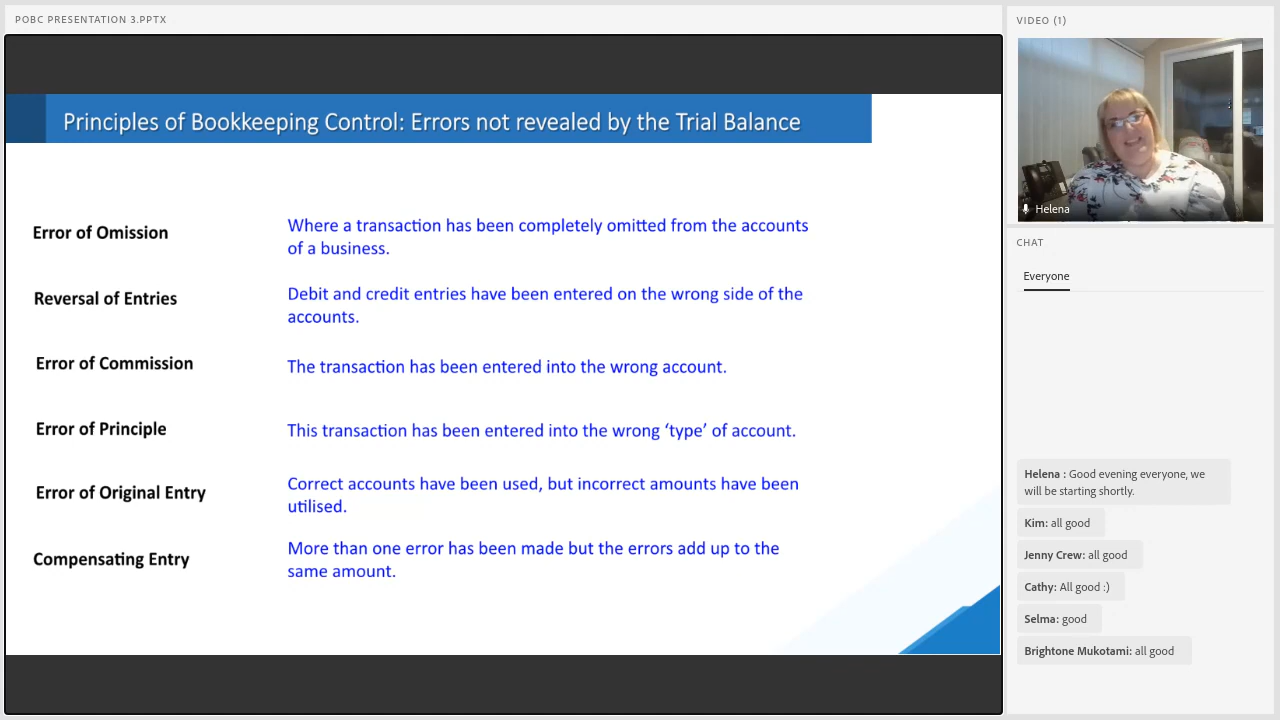 POBC PRESENTATION 3.PPTX
Principles of Bookkeeping Control: Errors not revealed by the Trial Balance
Error of Omission
Where a transaction has been completely omitted from the accounts
of a business.
Reversal of Entries
Debit and credit entries have been entered on the wrong side of the
accounts.
Error of Commission
The transaction has been entered into the wrong account.
Error of Principle
This transaction has been entered into the wrong ‘type’ of account.
Error of Original Entry
Correct accounts have been used, but incorrect amounts have been
utilised.
Compensating Entry
More than one error has been made but the errors add up to the
same amount.
VIDEO (1)
Helena
CHAT
Everyone
Helena : Good evening everyone, we
will be starting shortly.
Kim: all good
Jenny Crew: all good
Cathy: All good :)
Selma: good
Brightone Mukotami: all good